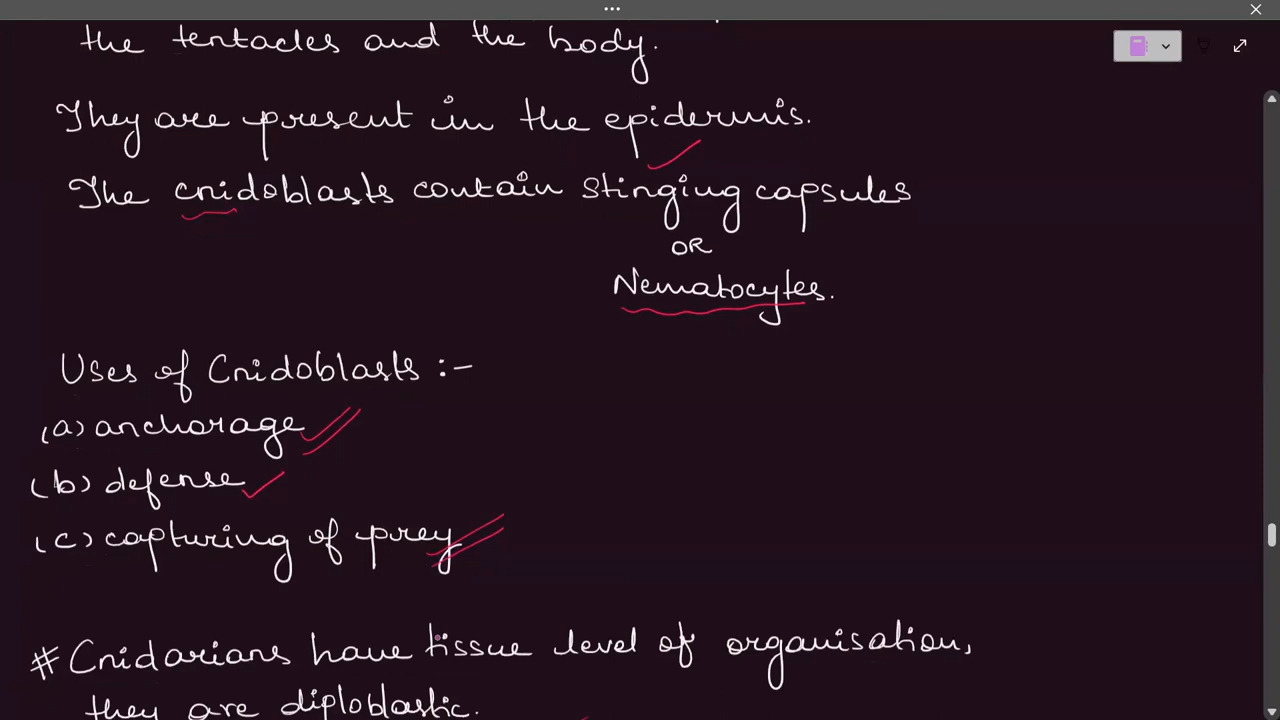 the tentacles and the body.
They are present in the epidermis.
The cnidoblasts contain stinging capsules
OR
Nematocytes.
Uses of Cnidoblasts :-
(a) anchorage
(b) defense
(c) capturing of prey
# Cnidarians have tissue level of organisation,
they are diploblastic.